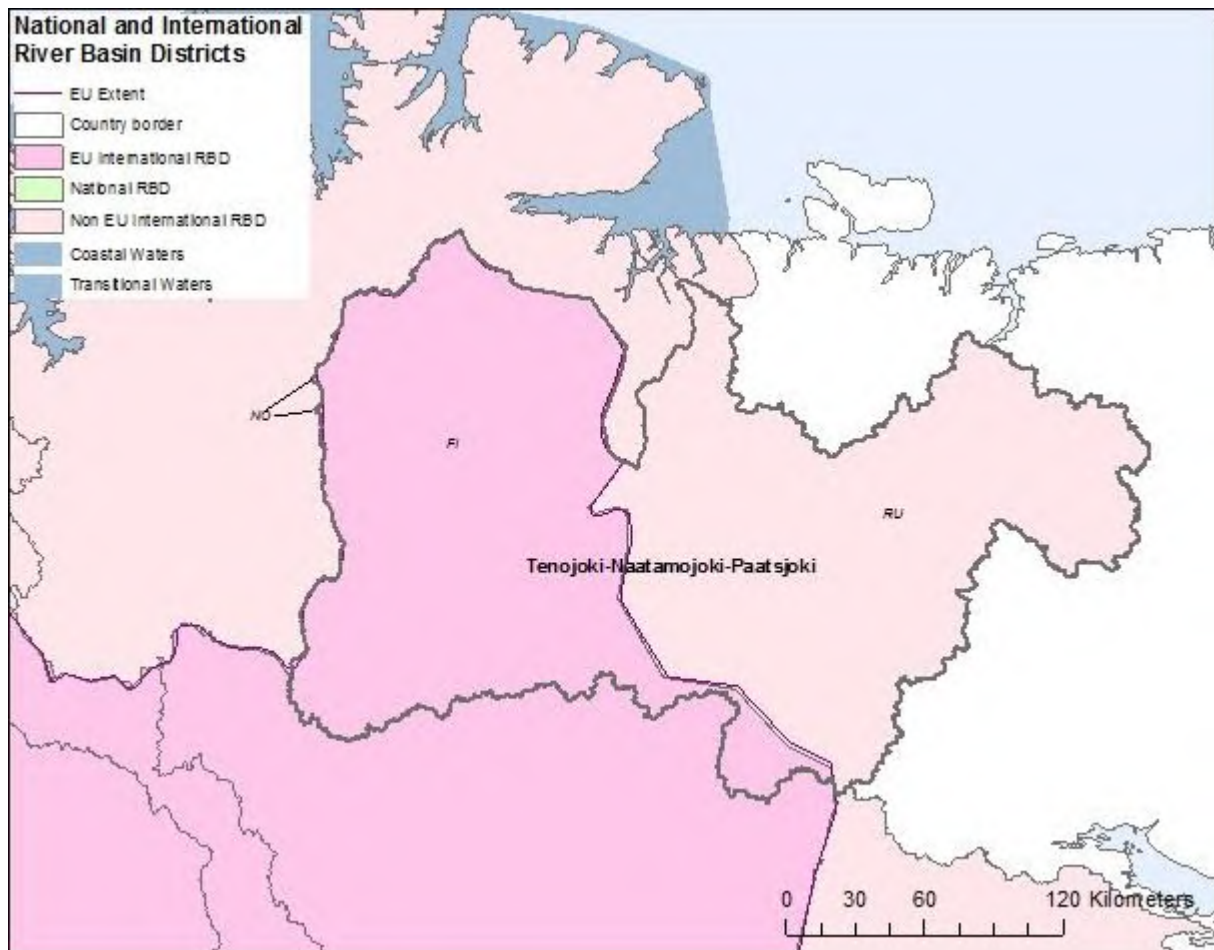 National and International
River Basin Districts
EU Extent
Country border
EU International RBD
National RBD
Non EU International RBD
Coastal Waters
Transitional Waters
NO
FI
RU
Tenojoki-Naatamojoki-Paatsjoki
0 30 60 120 Kilometers